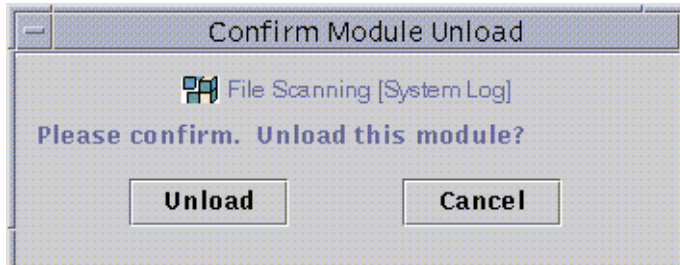 Confirm Module Unload
File Scanning [System Log]
Please confirm. Unload this module?
Unload Cancel